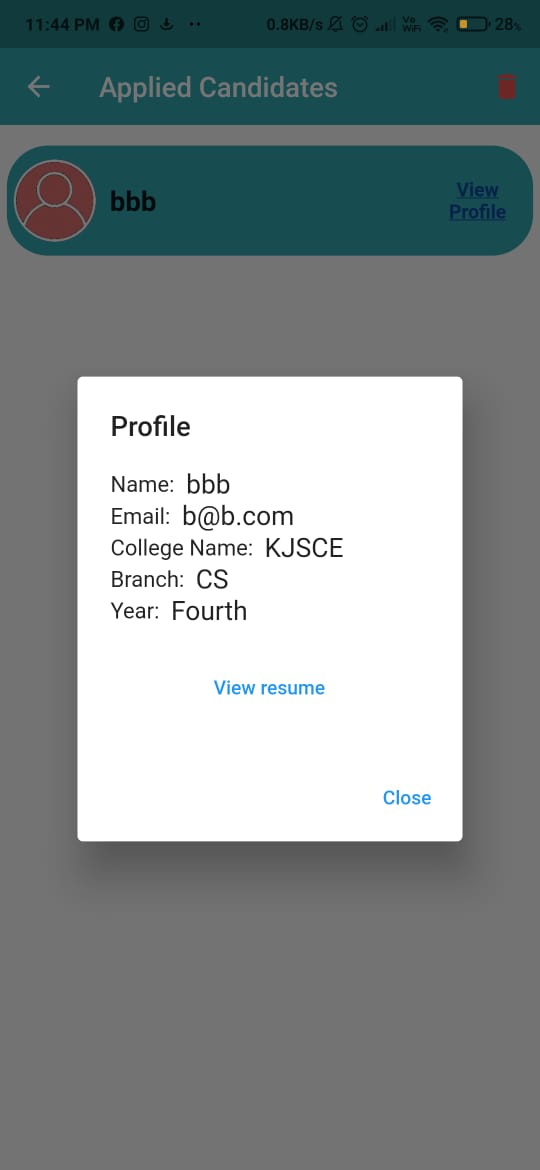 11:44 PM 0.8KB/s Vo WiFi 28%
Applied Candidates
bbb
View
Profile
Profile
Name: bbb
Email: b@b.com
College Name: KJSCE
Branch: CS
Year: Fourth
View resume
Close